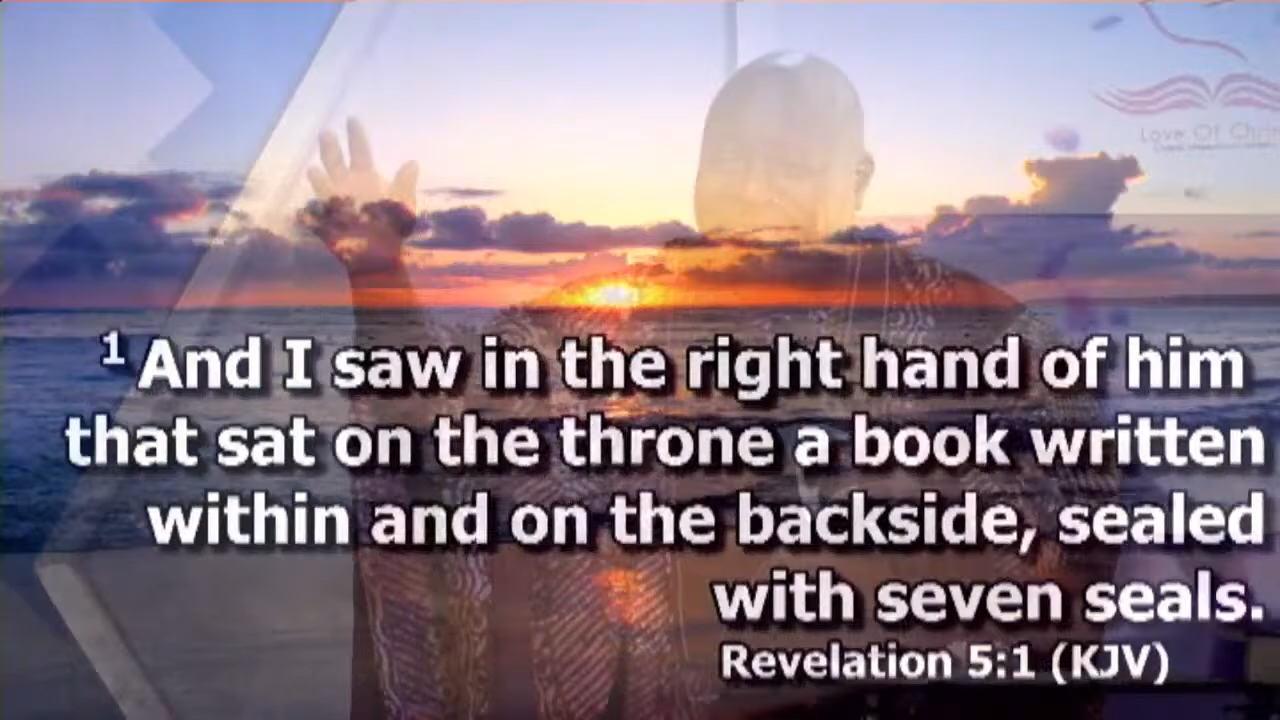 Love Of Chris
1 And I saw in the right hand of him
that sat on the throne a book written
within and on the backside, sealed
with seven seals.
Revelation 5:1 (KJV)